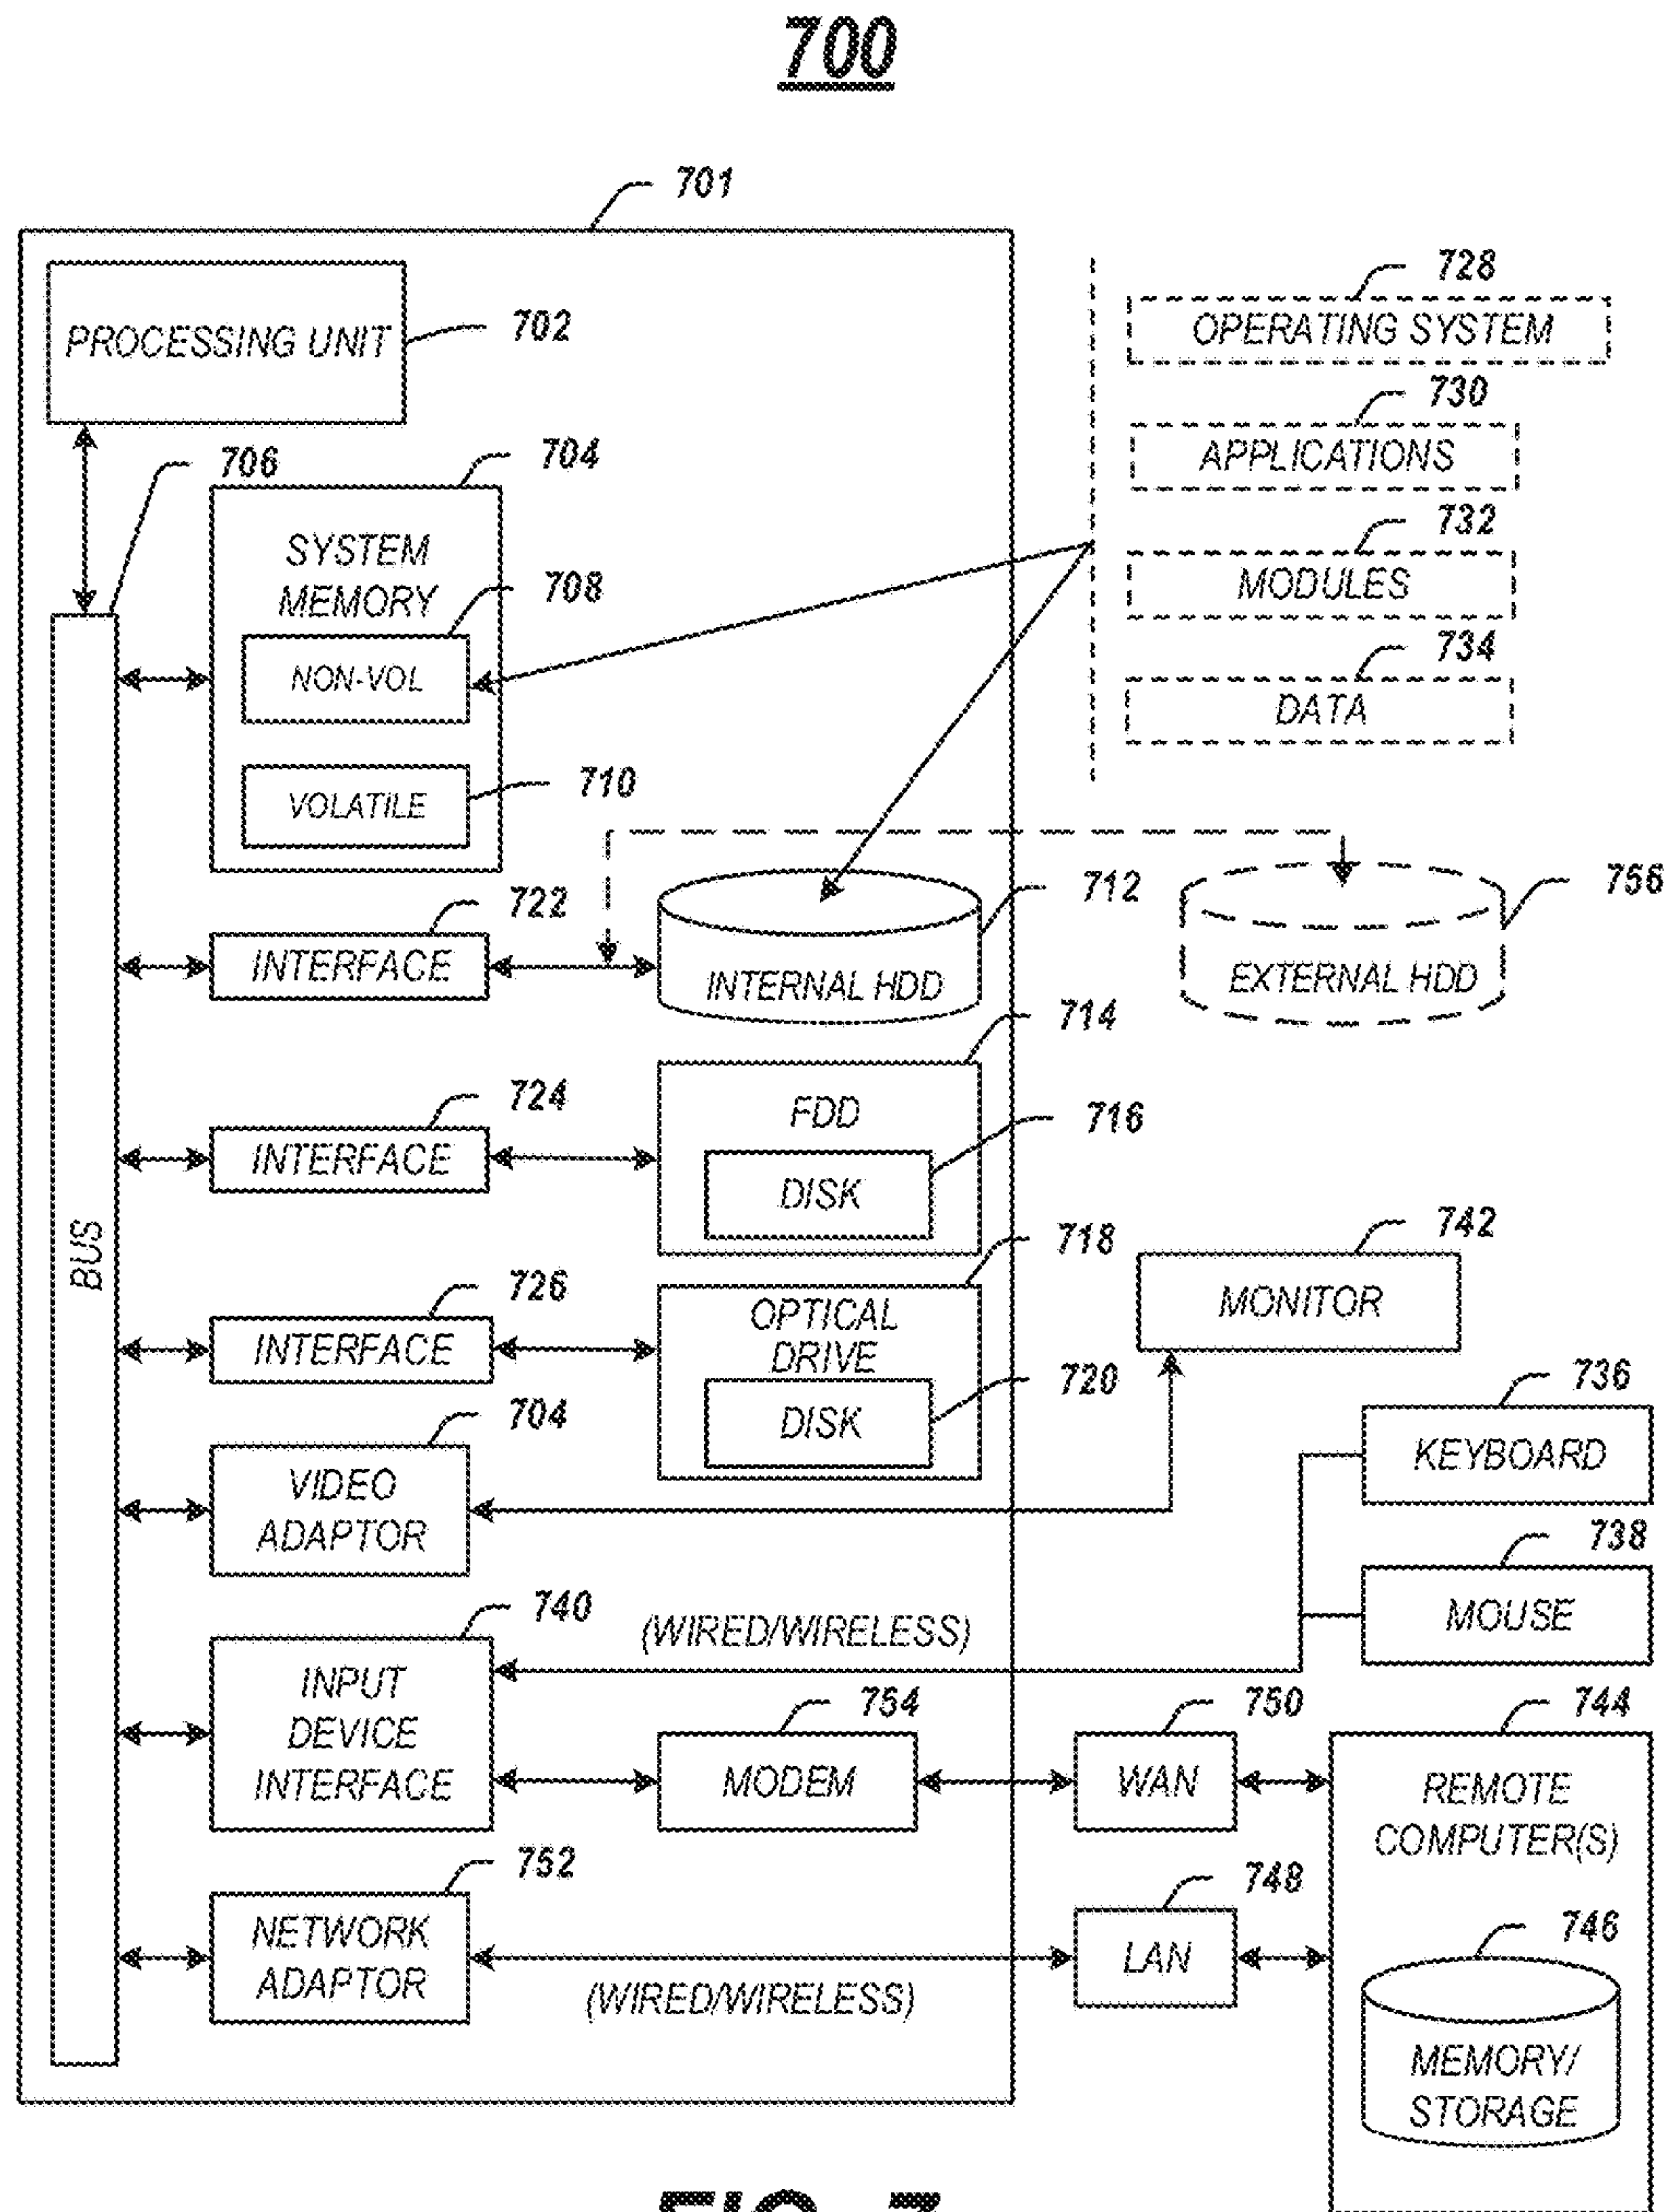 700
701
PROCESSING UNIT
702
728
OPERATING SYSTEM
730
APPLICATIONS
732
MODULES
734
DATA
706
704
SYSTEM
MEMORY
708
NON-VOL
710
VOLATILE
722
INTERFACE
712
INTERNAL HDD
756
EXTERNAL HDD
714
724
INTERFACE
FDD
716
DISK
BUS
718
726
INTERFACE
OPTICAL
DRIVE
720
DISK
742
MONITOR
704
VIDEO
ADAPTOR
736
KEYBOARD
738
MOUSE
740
INPUT
DEVICE
INTERFACE
(WIRED/WIRELESS)
754
MODEM
750
WAN
744
REMOTE
COMPUTER(S)
752
NETWORK
ADAPTOR
(WIRED/WIRELESS)
748
LAN
746
MEMORY/
STORAGE
FIG. 7